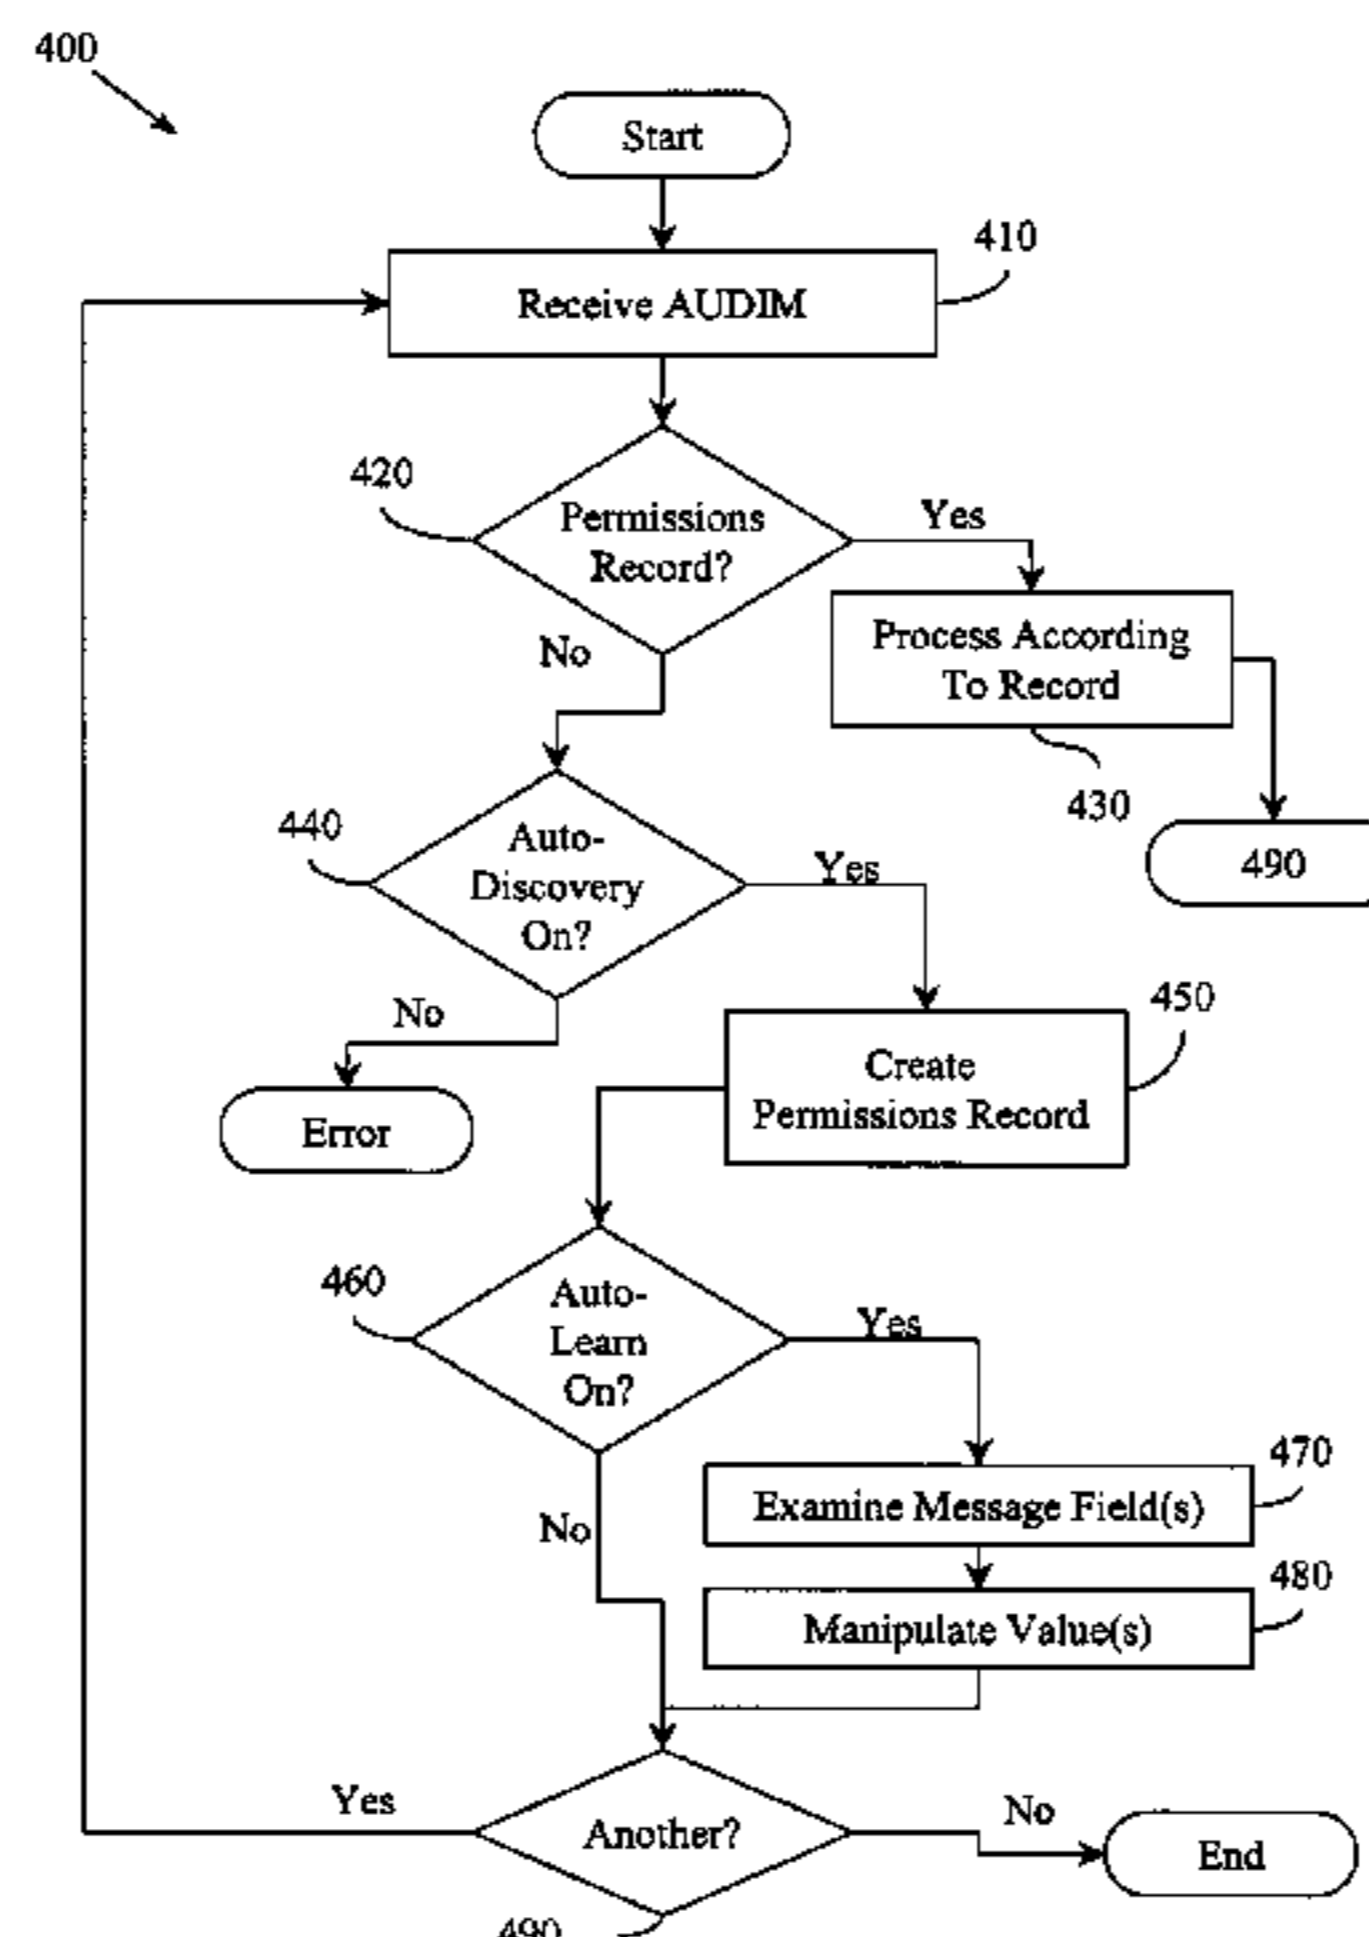 400
Start
410
Receive AUDIM
420
Permissions
Record?
Yes
No
Process According
To Record
430
490
440
Auto-
Discovery
On?
Yes
No
Error
450
Create
Permissions Record
460
Auto-
Learn
On?
Yes
No
470
Examine Message Field(s)
480
Manipulate Value(s)
Another?
Yes
No
End
490